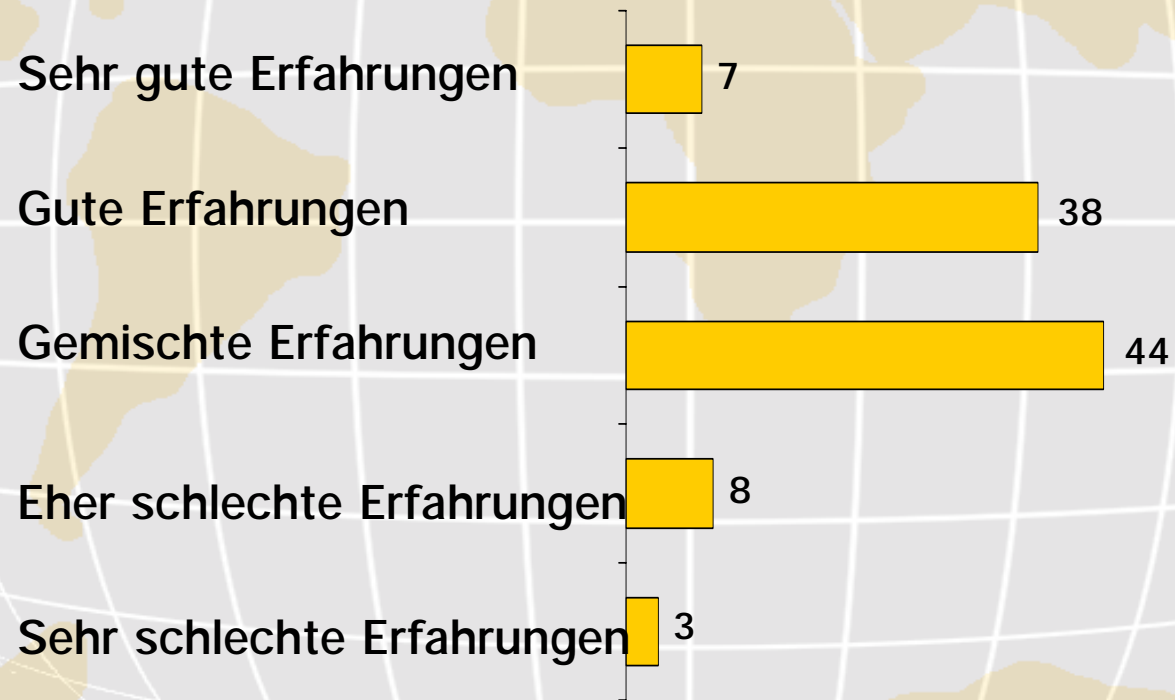 Sehr gute Erfahrungen 7
Gute Erfahrungen 38
Gemischte Erfahrungen 44
Eher schlechte Erfahrungen 8
Sehr schlechte Erfahrungen 3